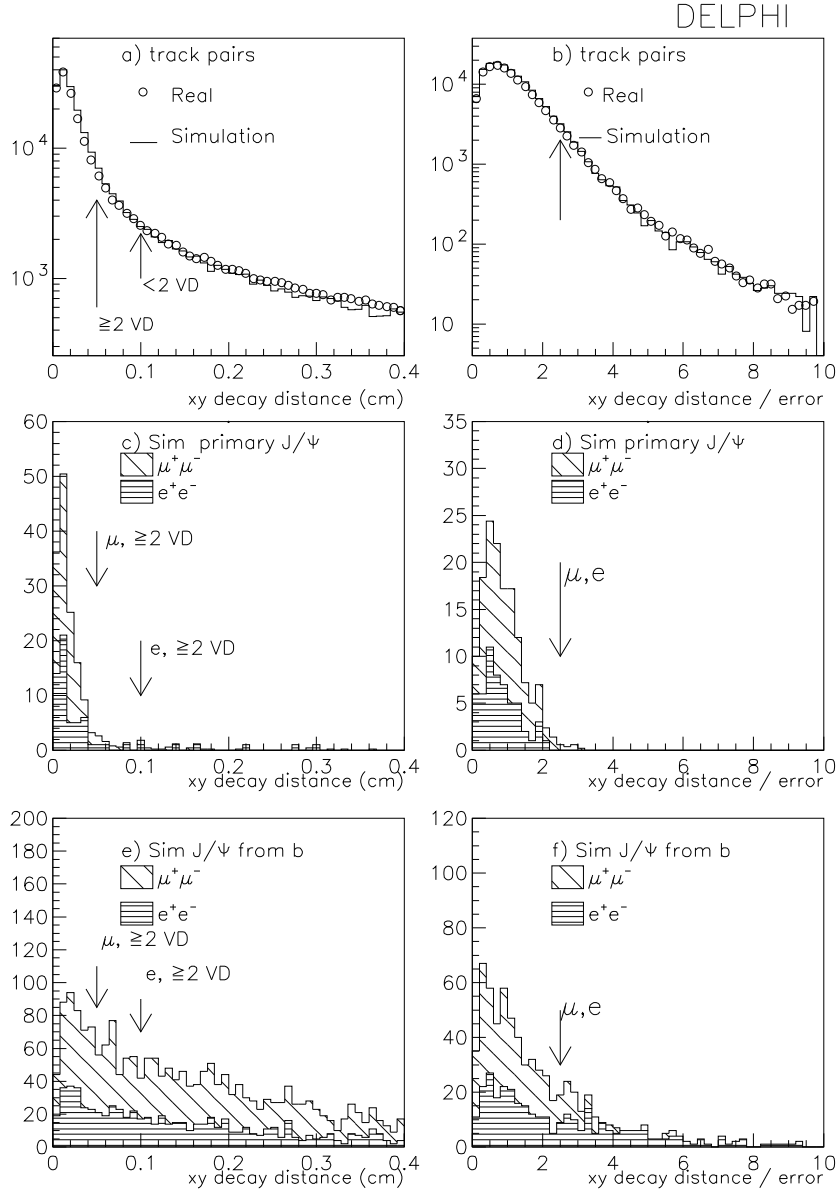 DELPHI
a) track pairs
Real
Simulation
10^4
10^3
<2 VD
≧2 VD
0 0.1 0.2 0.3 0.4
xy decay distance (cm)
b) track pairs
Real
Simulation
10^4
10^3
10^2
10
0 2 4 6 8 10
xy decay distance / error
c) Sim primary J/Ψ
μ+μ−
e+e−
μ, ≧2 VD
e, ≧2 VD
60
50
40
30
20
10
0
0 0.1 0.2 0.3 0.4
xy decay distance (cm)
d) Sim primary J/Ψ
μ+μ−
e+e−
μ,e
35
30
25
20
15
10
5
0
0 2 4 6 8 10
xy decay distance / error
e) Sim J/Ψ from b
μ+μ−
e+e−
μ, ≧2 VD
e, ≧2 VD
200
180
160
140
120
100
80
60
40
20
0
0 0.1 0.2 0.3 0.4
xy decay distance (cm)
f) Sim J/Ψ from b
μ+μ−
e+e−
μ,e
120
100
80
60
40
20
0
0 2 4 6 8 10
xy decay distance / error